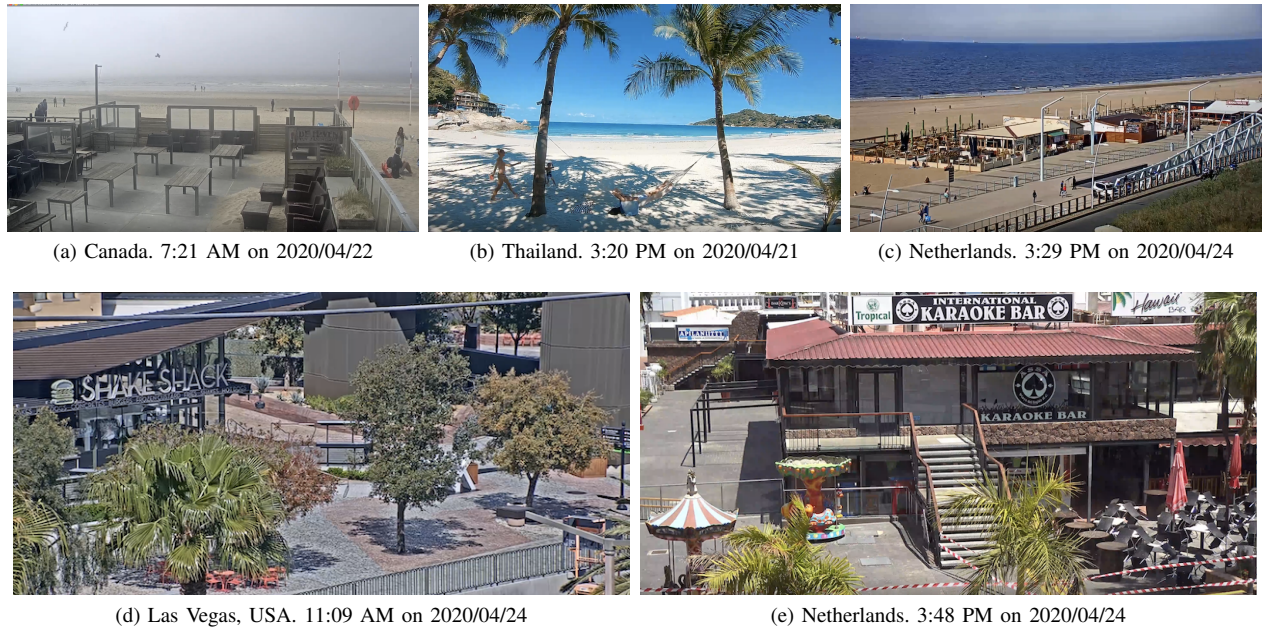 (a) Canada. 7:21 AM on 2020/04/22
(b) Thailand. 3:20 PM on 2020/04/21
(c) Netherlands. 3:29 PM on 2020/04/24
SHAKE SHACK
INTERNATIONAL
KARAOKE BAR
Tropical
Hawaii
BAR
KARAOKE BAR
(d) Las Vegas, USA. 11:09 AM on 2020/04/24
(e) Netherlands. 3:48 PM on 2020/04/24